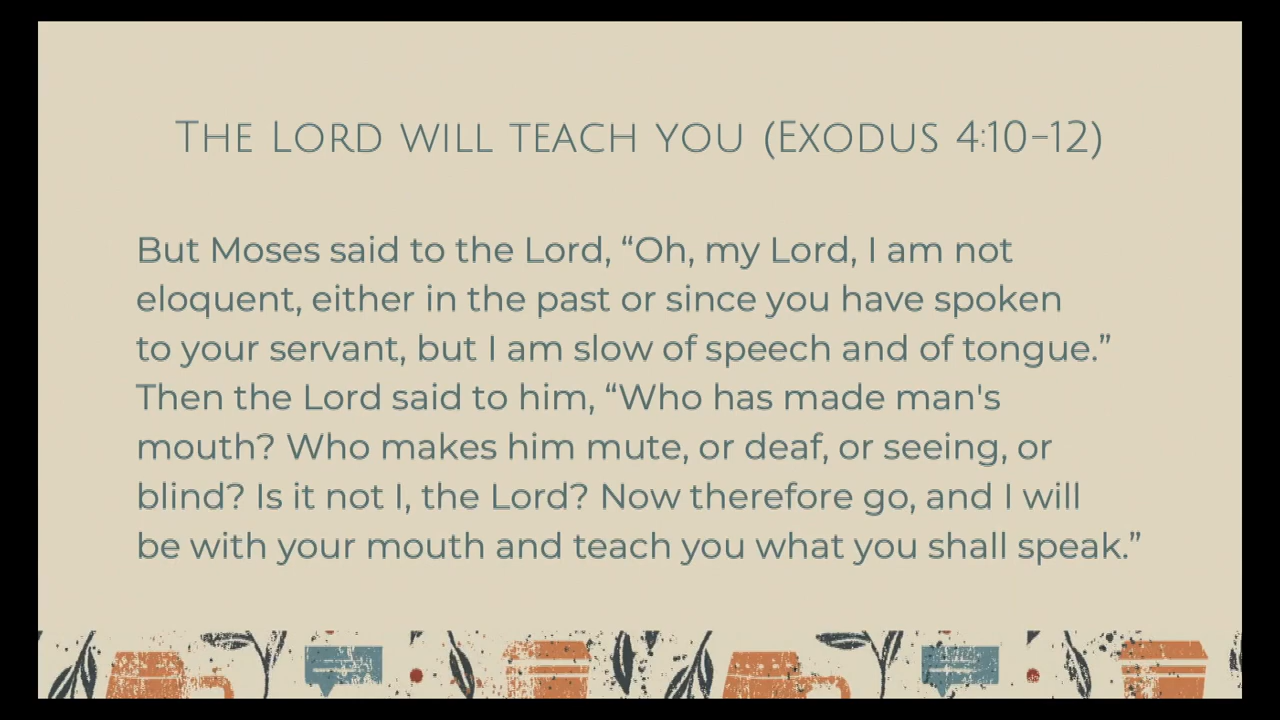 The Lord will teach you (Exodus 4:10-12)
But Moses said to the Lord, “Oh, my Lord, I am not
eloquent, either in the past or since you have spoken
to your servant, but I am slow of speech and of tongue.”
Then the Lord said to him, “Who has made man's
mouth? Who makes him mute, or deaf, or seeing, or
blind? Is it not I, the Lord? Now therefore go, and I will
be with your mouth and teach you what you shall speak.”